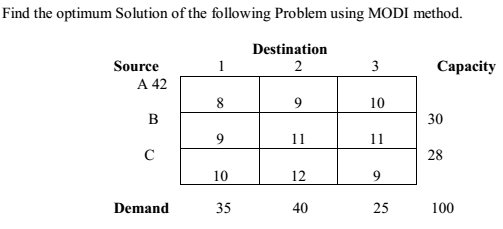 Find the optimum Solution of the following Problem using MODI method.
Destination
Source 1 2 3 Capacity
A 42
8 9 10
B 30
9 11 11
C 28
10 12 9
Demand 35 40 25 100